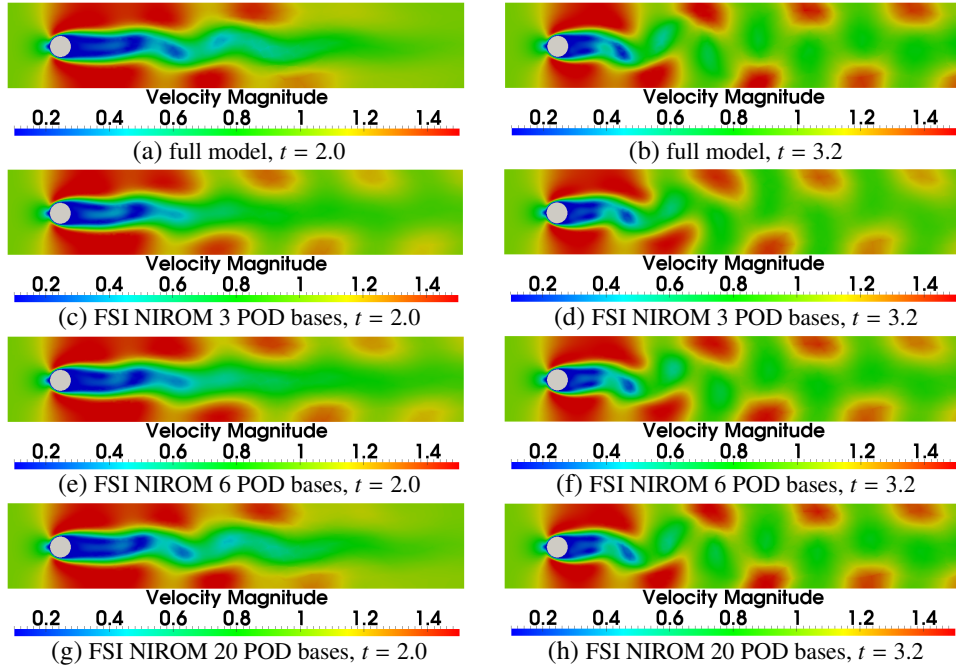 Velocity Magnitude
0.2 0.4 0.6 0.8 1 1.2 1.4
(a) full model, t = 2.0
Velocity Magnitude
0.2 0.4 0.6 0.8 1 1.2 1.4
(b) full model, t = 3.2
Velocity Magnitude
0.2 0.4 0.6 0.8 1 1.2 1.4
(c) FSI NIROM 3 POD bases, t = 2.0
Velocity Magnitude
0.2 0.4 0.6 0.8 1 1.2 1.4
(d) FSI NIROM 3 POD bases, t = 3.2
Velocity Magnitude
0.2 0.4 0.6 0.8 1 1.2 1.4
(e) FSI NIROM 6 POD bases, t = 2.0
Velocity Magnitude
0.2 0.4 0.6 0.8 1 1.2 1.4
(f) FSI NIROM 6 POD bases, t = 3.2
Velocity Magnitude
0.2 0.4 0.6 0.8 1 1.2 1.4
(g) FSI NIROM 20 POD bases, t = 2.0
Velocity Magnitude
0.2 0.4 0.6 0.8 1 1.2 1.4
(h) FSI NIROM 20 POD bases, t = 3.2